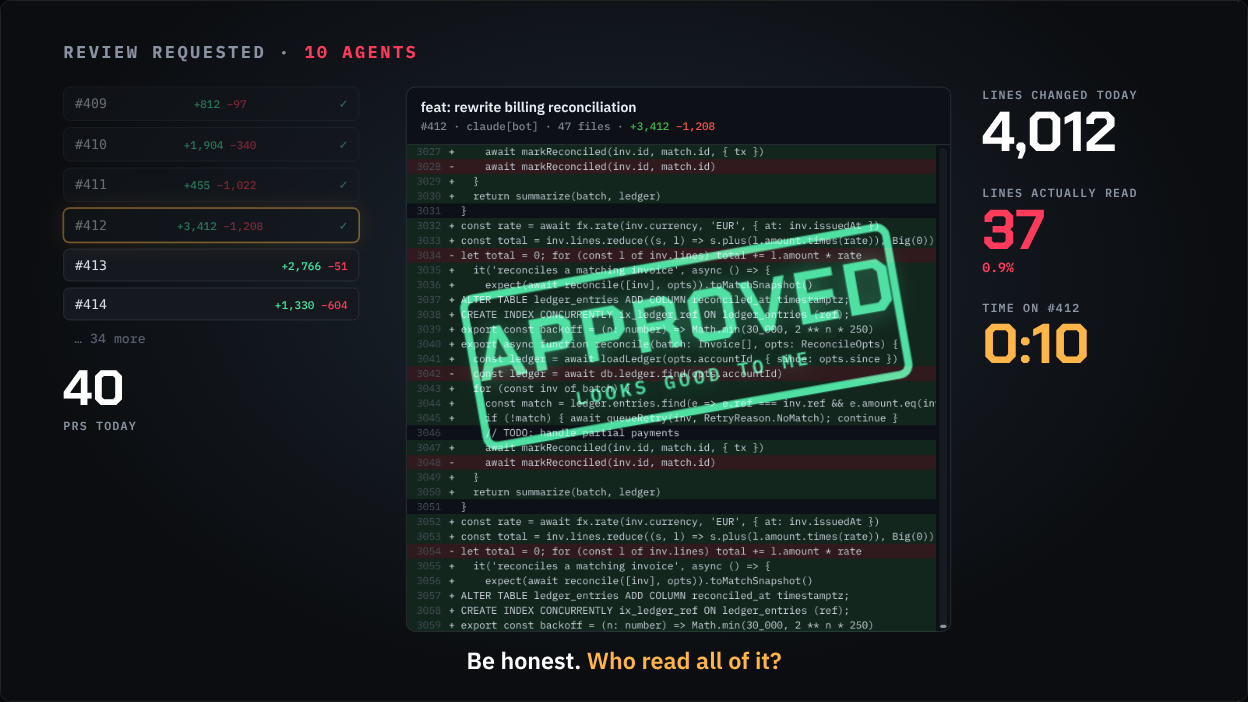 REVIEW REQUESTED · 10 AGENTS
#409 +812 −97 ✓
#410 +1,904 −340 ✓
#411 +455 −1,022 ✓
#412 +3,412 −1,208 ✓
#413 +2,766 −51
#414 +1,330 −604
… 34 more
40
PRS TODAY
feat: rewrite billing reconciliation
#412 · claude[bot] · 47 files · +3,412 −1,208
3027 + await markReconciled(inv.id, match.id, { tx })
3028 - await markReconciled(inv.id, match.id)
3029 + }
3030 + return summarize(batch, ledger)
3031 }
3032 + const rate = await fx.rate(inv.currency, 'EUR', { at: inv.issuedAt })
3033 + const total = inv.lines.reduce((s, l) => s.plus(l.amount.times(rate)), Big(0))
3034 - let total = 0; for (const l of inv.lines) total += l.amount * rate
3035 + it('reconciles a matching invoice', async () => {
3036 + expect(await reconcile([inv], opts)).toMatchSnapshot()
3037 + ALTER TABLE ledger_entries ADD COLUMN reconciled_at timestamptz;
3038 + CREATE INDEX CONCURRENTLY ix_ledger_ref ON ledger_entries (ref);
3039 + export const backoff = (n: number) => Math.min(30_000, 2 ** n * 250)
3040 + export async function reconcile(batch: Invoice[], opts: ReconcileOpts) {
3041 + const ledger = await loadLedger(opts.accountId, { since: opts.since })
3042 - const ledger = await db.ledger.find(opts.accountId)
3043 + for (const inv of batch) {
3044 + const match = ledger.entries.find(e => e.ref === inv.ref && e.amount.eq(in
3045 + if (!match) { await queueRetry(inv, RetryReason.NoMatch); continue }
3046 // TODO: handle partial payments
3047 + await markReconciled(inv.id, match.id, { tx })
3048 - await markReconciled(inv.id, match.id)
3049 + }
3050 + return summarize(batch, ledger)
3051 }
3052 + const rate = await fx.rate(inv.currency, 'EUR', { at: inv.issuedAt })
3053 + const total = inv.lines.reduce((s, l) => s.plus(l.amount.times(rate)), Big(0))
3054 - let total = 0; for (const l of inv.lines) total += l.amount * rate
3055 + it('reconciles a matching invoice', async () => {
3056 + expect(await reconcile([inv], opts)).toMatchSnapshot()
3057 + ALTER TABLE ledger_entries ADD COLUMN reconciled_at timestamptz;
3058 + CREATE INDEX CONCURRENTLY ix_ledger_ref ON ledger_entries (ref);
3059 + export const backoff = (n: number) => Math.min(30_000, 2 ** n * 250)
APPROVED
LOOKS GOOD TO ME
LINES CHANGED TODAY
4,012
LINES ACTUALLY READ
37
0.9%
TIME ON #412
0:10
Be honest. Who read all of it?